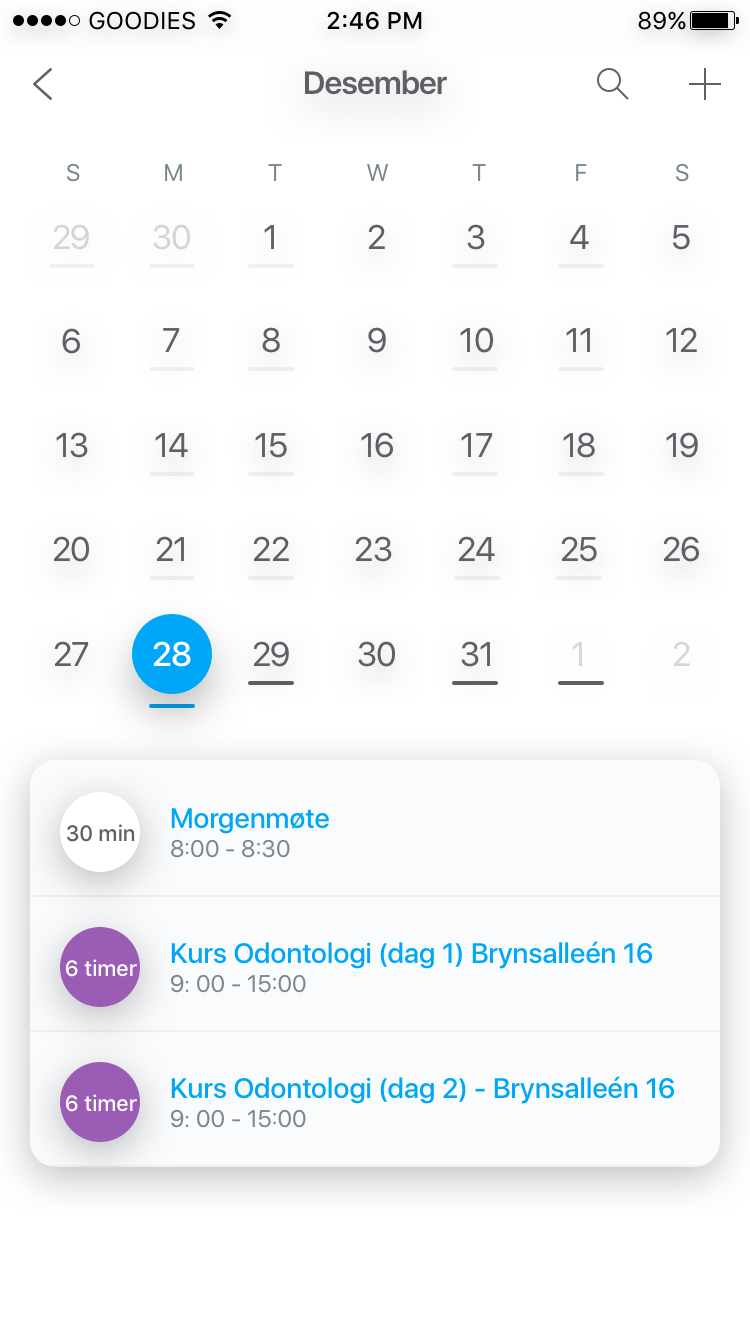 GOODIES 2:46 PM 89%
Desember
S M T W T F S
29 30 1 2 3 4 5
6 7 8 9 10 11 12
13 14 15 16 17 18 19
20 21 22 23 24 25 26
27 28 29 30 31 1 2
30 min
Morgenmøte
8:00 - 8:30
6 timer
Kurs Odontologi (dag 1) Brynsalleén 16
9: 00 - 15:00
6 timer
Kurs Odontologi (dag 2) - Brynsalleén 16
9: 00 - 15:00